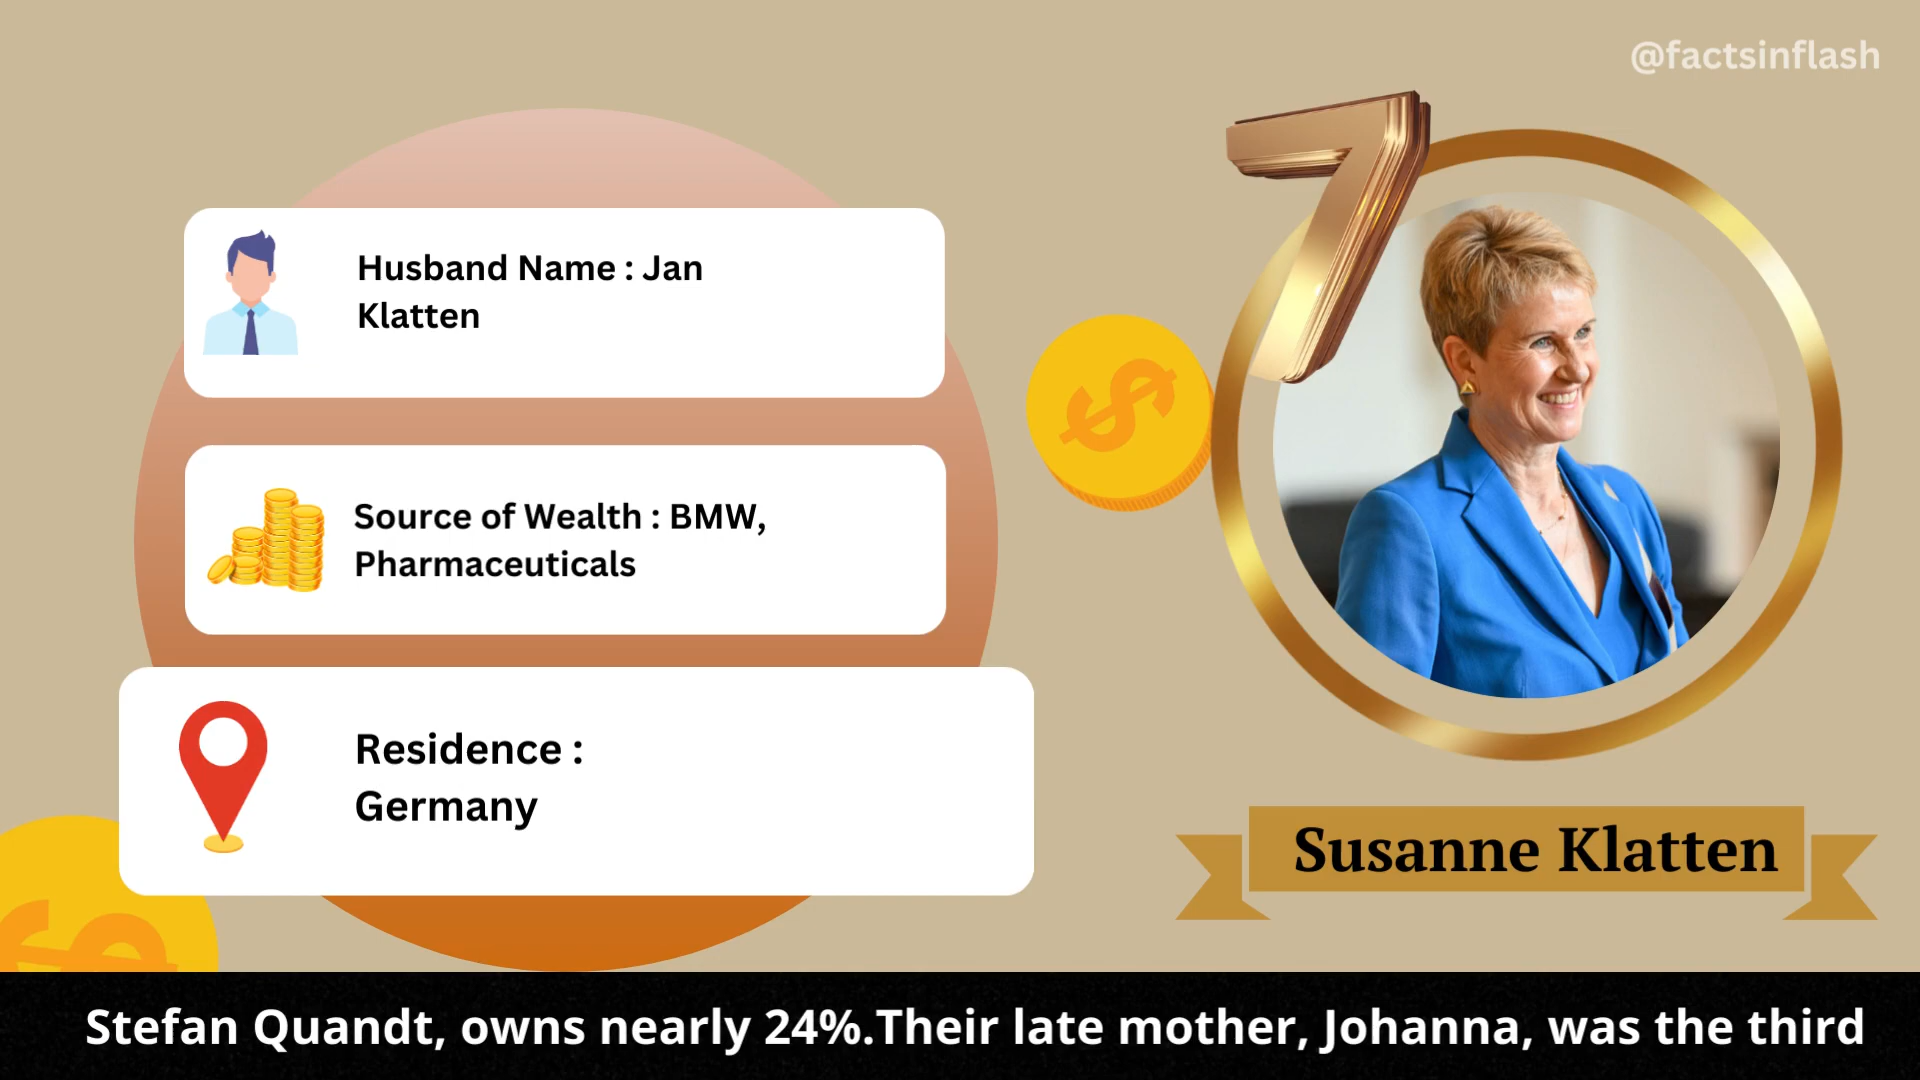 @factsinflash
7
Husband Name : Jan
Klatten
Source of Wealth : BMW,
Pharmaceuticals
Residence :
Germany
Susanne Klatten
Stefan Quandt, owns nearly 24%.Their late mother, Johanna, was the third